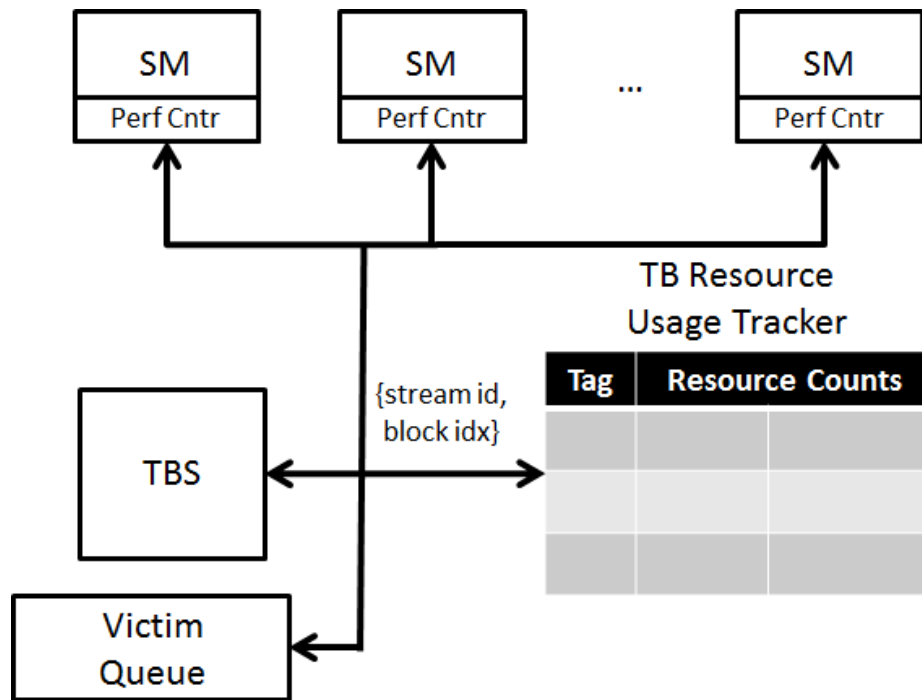 SM
Perf Cntr
SM
Perf Cntr
...
SM
Perf Cntr
TB Resource
Usage Tracker
Tag Resource Counts
{stream id,
block idx}
TBS
Victim
Queue